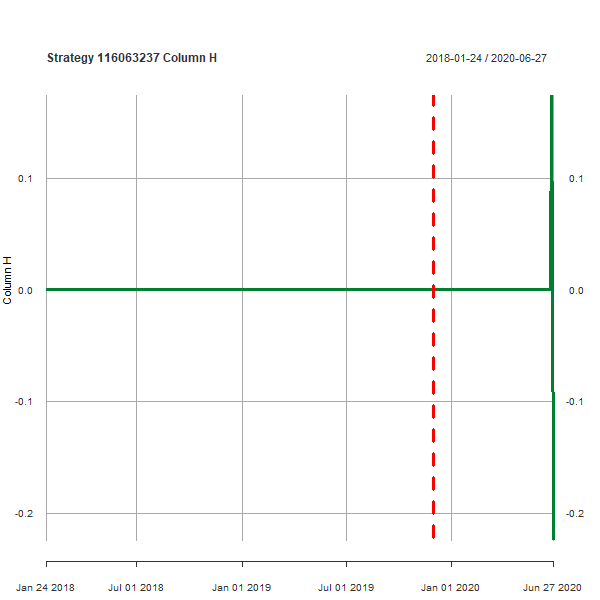 Strategy 116063237 Column H
2018-01-24 / 2020-06-27
Column H
0.1
0.0
-0.1
-0.2
0.1
0.0
-0.1
-0.2
Jan 24 2018
Jul 01 2018
Jan 01 2019
Jul 01 2019
Jan 01 2020
Jun 27 2020